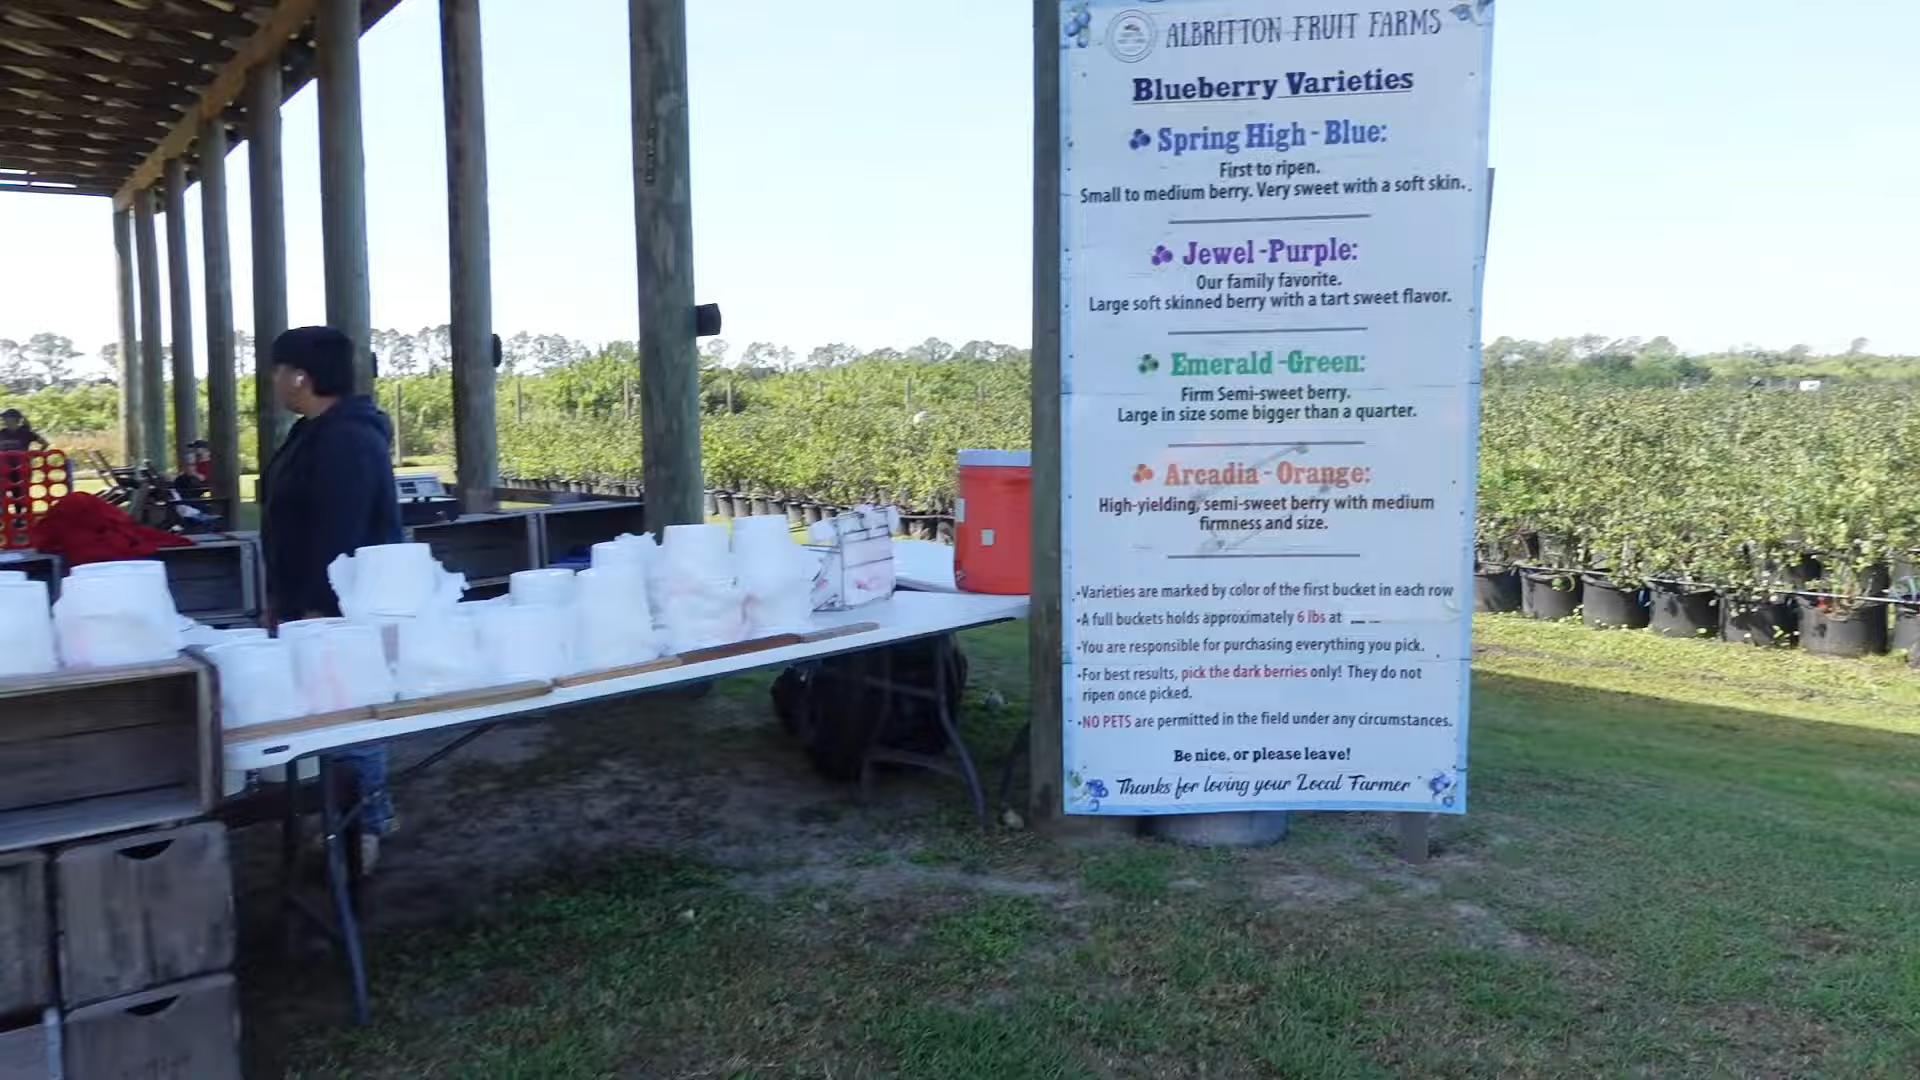 ALBRITTON FRUIT FARMS
Blueberry Varieties
Spring High - Blue:
First to ripen.
Small to medium berry. Very sweet with a soft skin.
Jewel -Purple:
Our family favorite.
Large soft skinned berry with a tart sweet flavor.
Emerald -Green:
Firm Semi-sweet berry.
Large in size some bigger than a quarter.
Arcadia - Orange:
High-yielding, semi-sweet berry with medium
firmness and size.
•Varieties are marked by color of the first bucket in each row
•A full buckets holds approximately 6 lbs at
•You are responsible for purchasing everything you pick.
•For best results, pick the dark berries only! They do not
ripen once picked.
•NO PETS are permitted in the field under any circumstances.
Be nice, or please leave!
Thanks for loving your Local Farmer